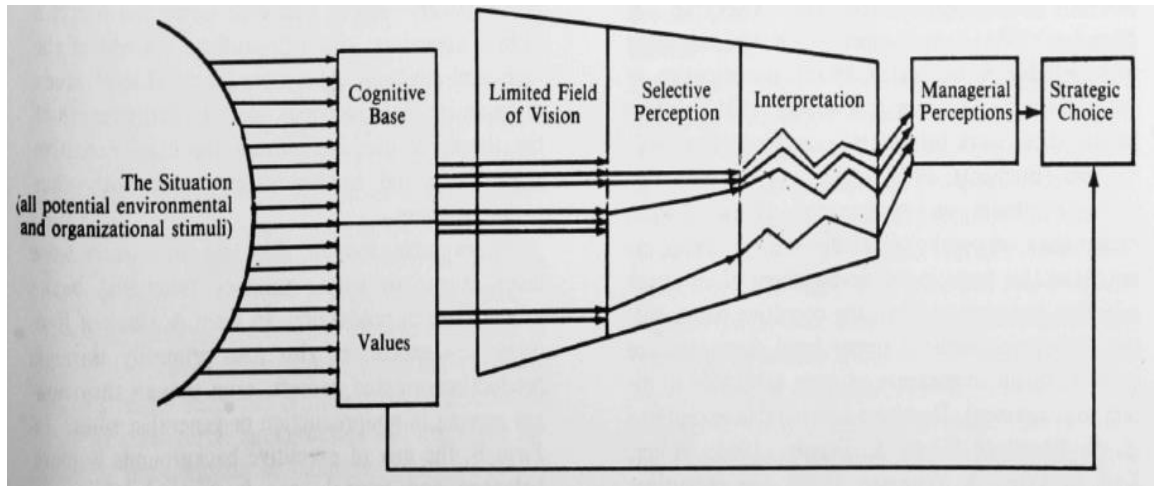 The Situation
(all potential environmental
and organizational stimuli)
Cognitive
Base
Values
Limited Field
of Vision
Selective
Perception
Interpretation
Managerial
Perceptions
Strategic
Choice